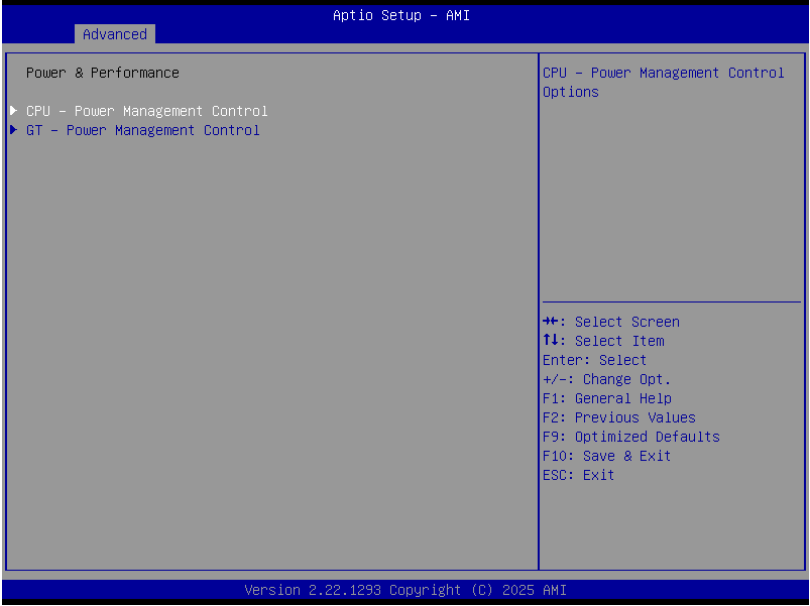 Aptio Setup – AMI
Advanced
Power & Performance
CPU – Power Management Control
GT – Power Management Control
CPU – Power Management Control
Options
→←: Select Screen
↑↓: Select Item
Enter: Select
+/-: Change Opt.
F1: General Help
F2: Previous Values
F9: Optimized Defaults
F10: Save & Exit
ESC: Exit
Version 2.22.1293 Copyright (C) 2025 AMI